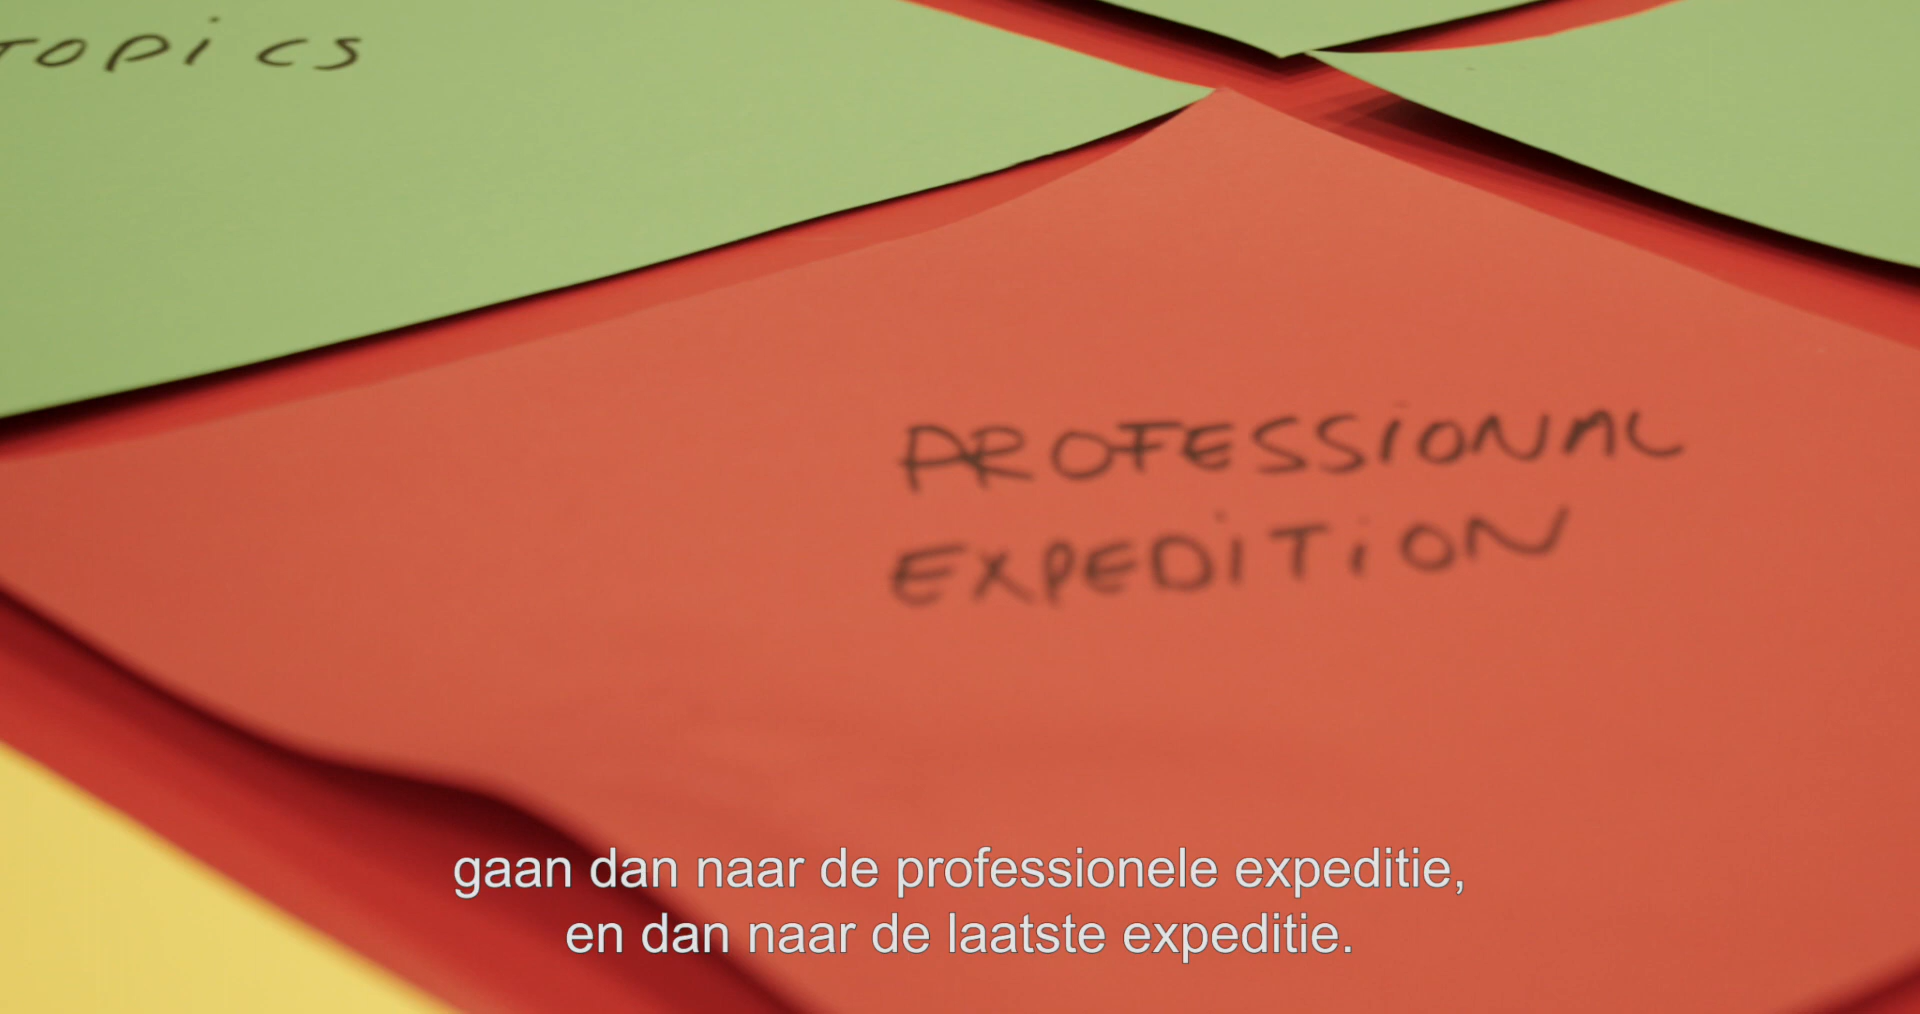 TOPiCS
PROFESSiONAL
EXPEDITiON
gaan dan naar de professionele expeditie,
en dan naar de laatste expeditie.